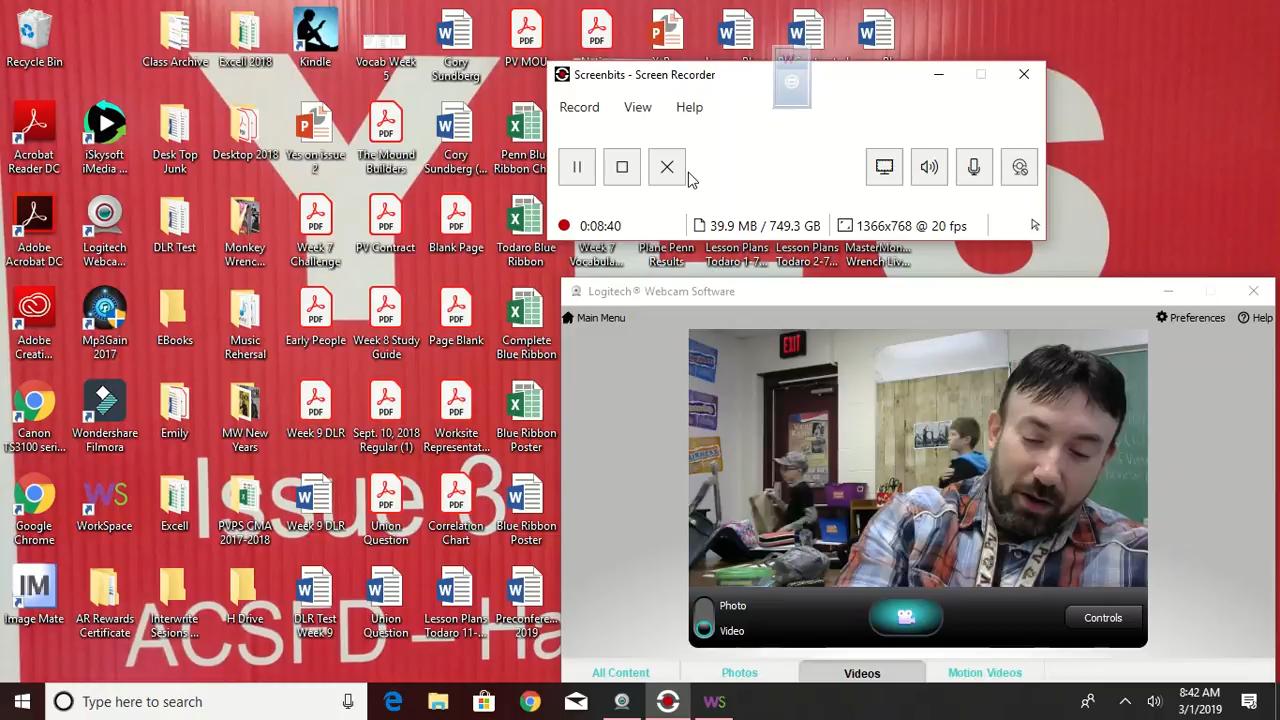 Recycle Bin
Class Archive
Excell 2018
Kindle
Vocab Week
5
Cory
Sundberg
PV MOU
Screenbits - Screen Recorder
Record
View
Help
0:08:40
39.9 MB / 749.3 GB
1366x768 @ 20 fps
Acrobat
Reader DC
iSkysoft
iMedia ...
Desk Top
Junk
Desktop 2018
Yes on issue
2
The Mound
Builders
Cory
Sundberg (...
Penn Blu
Ribbon Ch...
Adobe
Acrobat DC
Logitech
Webca...
DLR Test
Monkey
Wrenc...
Week 7
Challenge
PV Contract
Blank Page
Todaro Blue
Ribbon
Week 7
Vocabula...
Plane Penn
Results
Lesson Plans
Todaro 1-7...
Lesson Plans
Todaro 2-7...
MasterMon...
Wrench Liv...
Adobe
Creati...
Mp3Gain
2017
EBooks
Music
Rehersal
Early People
Week 8 Study
Guide
Page Blank
Complete
Blue Ribbon
Logitech® Webcam Software
Main Menu
Preferences
Help
EXIT
Canon
TS3100 seri...
Wondershare
Filmora
Emily
MW New
Years
Week 9 DLR
Sept. 10, 2018
Regular (1)
Worksite
Representat...
Blue Ribbon
Poster
Google
Chrome
WorkSpace
Excell
PVPS CMA
2017-2018
Week 9 DLR
Union
Question
Correlation
Chart
Blue Ribbon
Poster
Issue 3
Image Mate
AR Rewards
Certificate
Interwrite
Sesions ...
H Drive
DLR Test
Week 9
Union
Question
Lesson Plans
Todaro 11-...
Preconfere...
2019
ACSFD-Ha
Photo
Video
Controls
All Content
Photos
Videos
Motion Videos
Type here to search
8:42 AM
3/1/2019